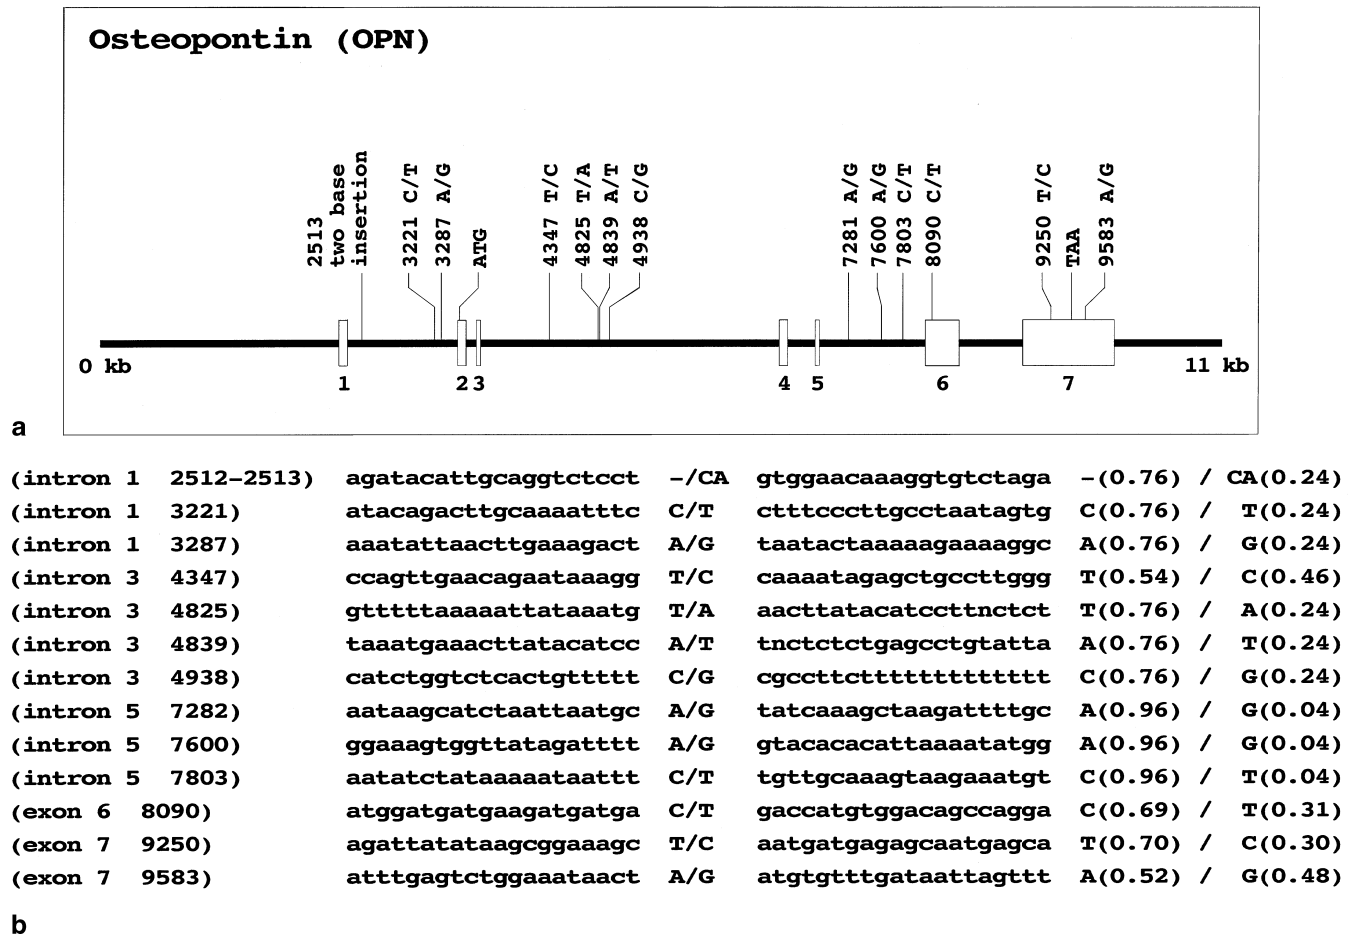 Osteopontin (OPN)
2513
two base
insertion
3221 C/T
3287 A/G
ATG
4347 T/C
4825 T/A
4839 A/T
4938 C/G
7281 A/G
7600 A/G
7803 C/T
8090 C/T
9250 T/C
TAA
9583 A/G
0 kb
11 kb
1 2 3 4 5 6 7
a
(intron 1 2512-2513) agatacattgcaggtctcct -/CA gtggaacaaaggtgtctaga -(0.76) / CA(0.24)
(intron 1 3221) atacagacttgcaaaatttc C/T ctttcccttgcctaatagtg C(0.76) / T(0.24)
(intron 1 3287) aaatattaacttgaaagact A/G taatactaaaaagaaaaggc A(0.76) / G(0.24)
(intron 3 4347) ccagttgaacagaataaagg T/C caaaatagagctgccttggg T(0.54) / C(0.46)
(intron 3 4825) gtttttaaaaattataaatg T/A aacttatacatccttnctct T(0.76) / A(0.24)
(intron 3 4839) taaatgaaacttatacatcc A/T tnctctctgagcctgtatta A(0.76) / T(0.24)
(intron 3 4938) catctggtctcactgttttt C/G cgccttcttttttttttttt C(0.76) / G(0.24)
(intron 5 7282) aataagcatctaattaatgc A/G tatcaaagctaagattttgc A(0.96) / G(0.04)
(intron 5 7600) ggaaagtggttatagatttt A/G gtacacacattaaaatatgg A(0.96) / G(0.04)
(intron 5 7803) aatatctataaaaataattt C/T tgttgcaaagtaagaaatgt C(0.96) / T(0.04)
(exon 6 8090) atggatgatgaagatgatga C/T gaccatgtggacagccagga C(0.69) / T(0.31)
(exon 7 9250) agattatataagcggaaagc T/C aatgatgagagcaatgagca T(0.70) / C(0.30)
(exon 7 9583) atttgagtctggaaataact A/G atgtgtttgataattagttt A(0.52) / G(0.48)
b